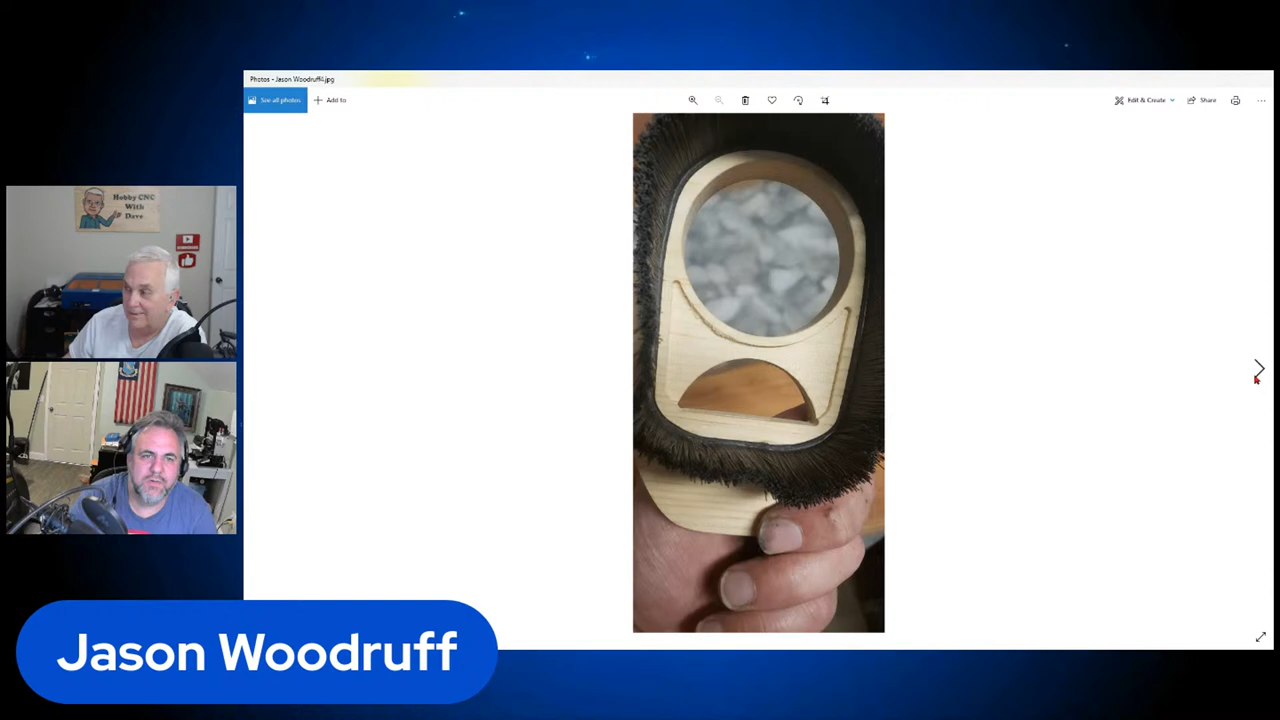 Photos - Jason Woodruff4.jpg
See all photos
Add to
Edit & Create
Share
Hobby CNC
With
Dave
Jason Woodruff